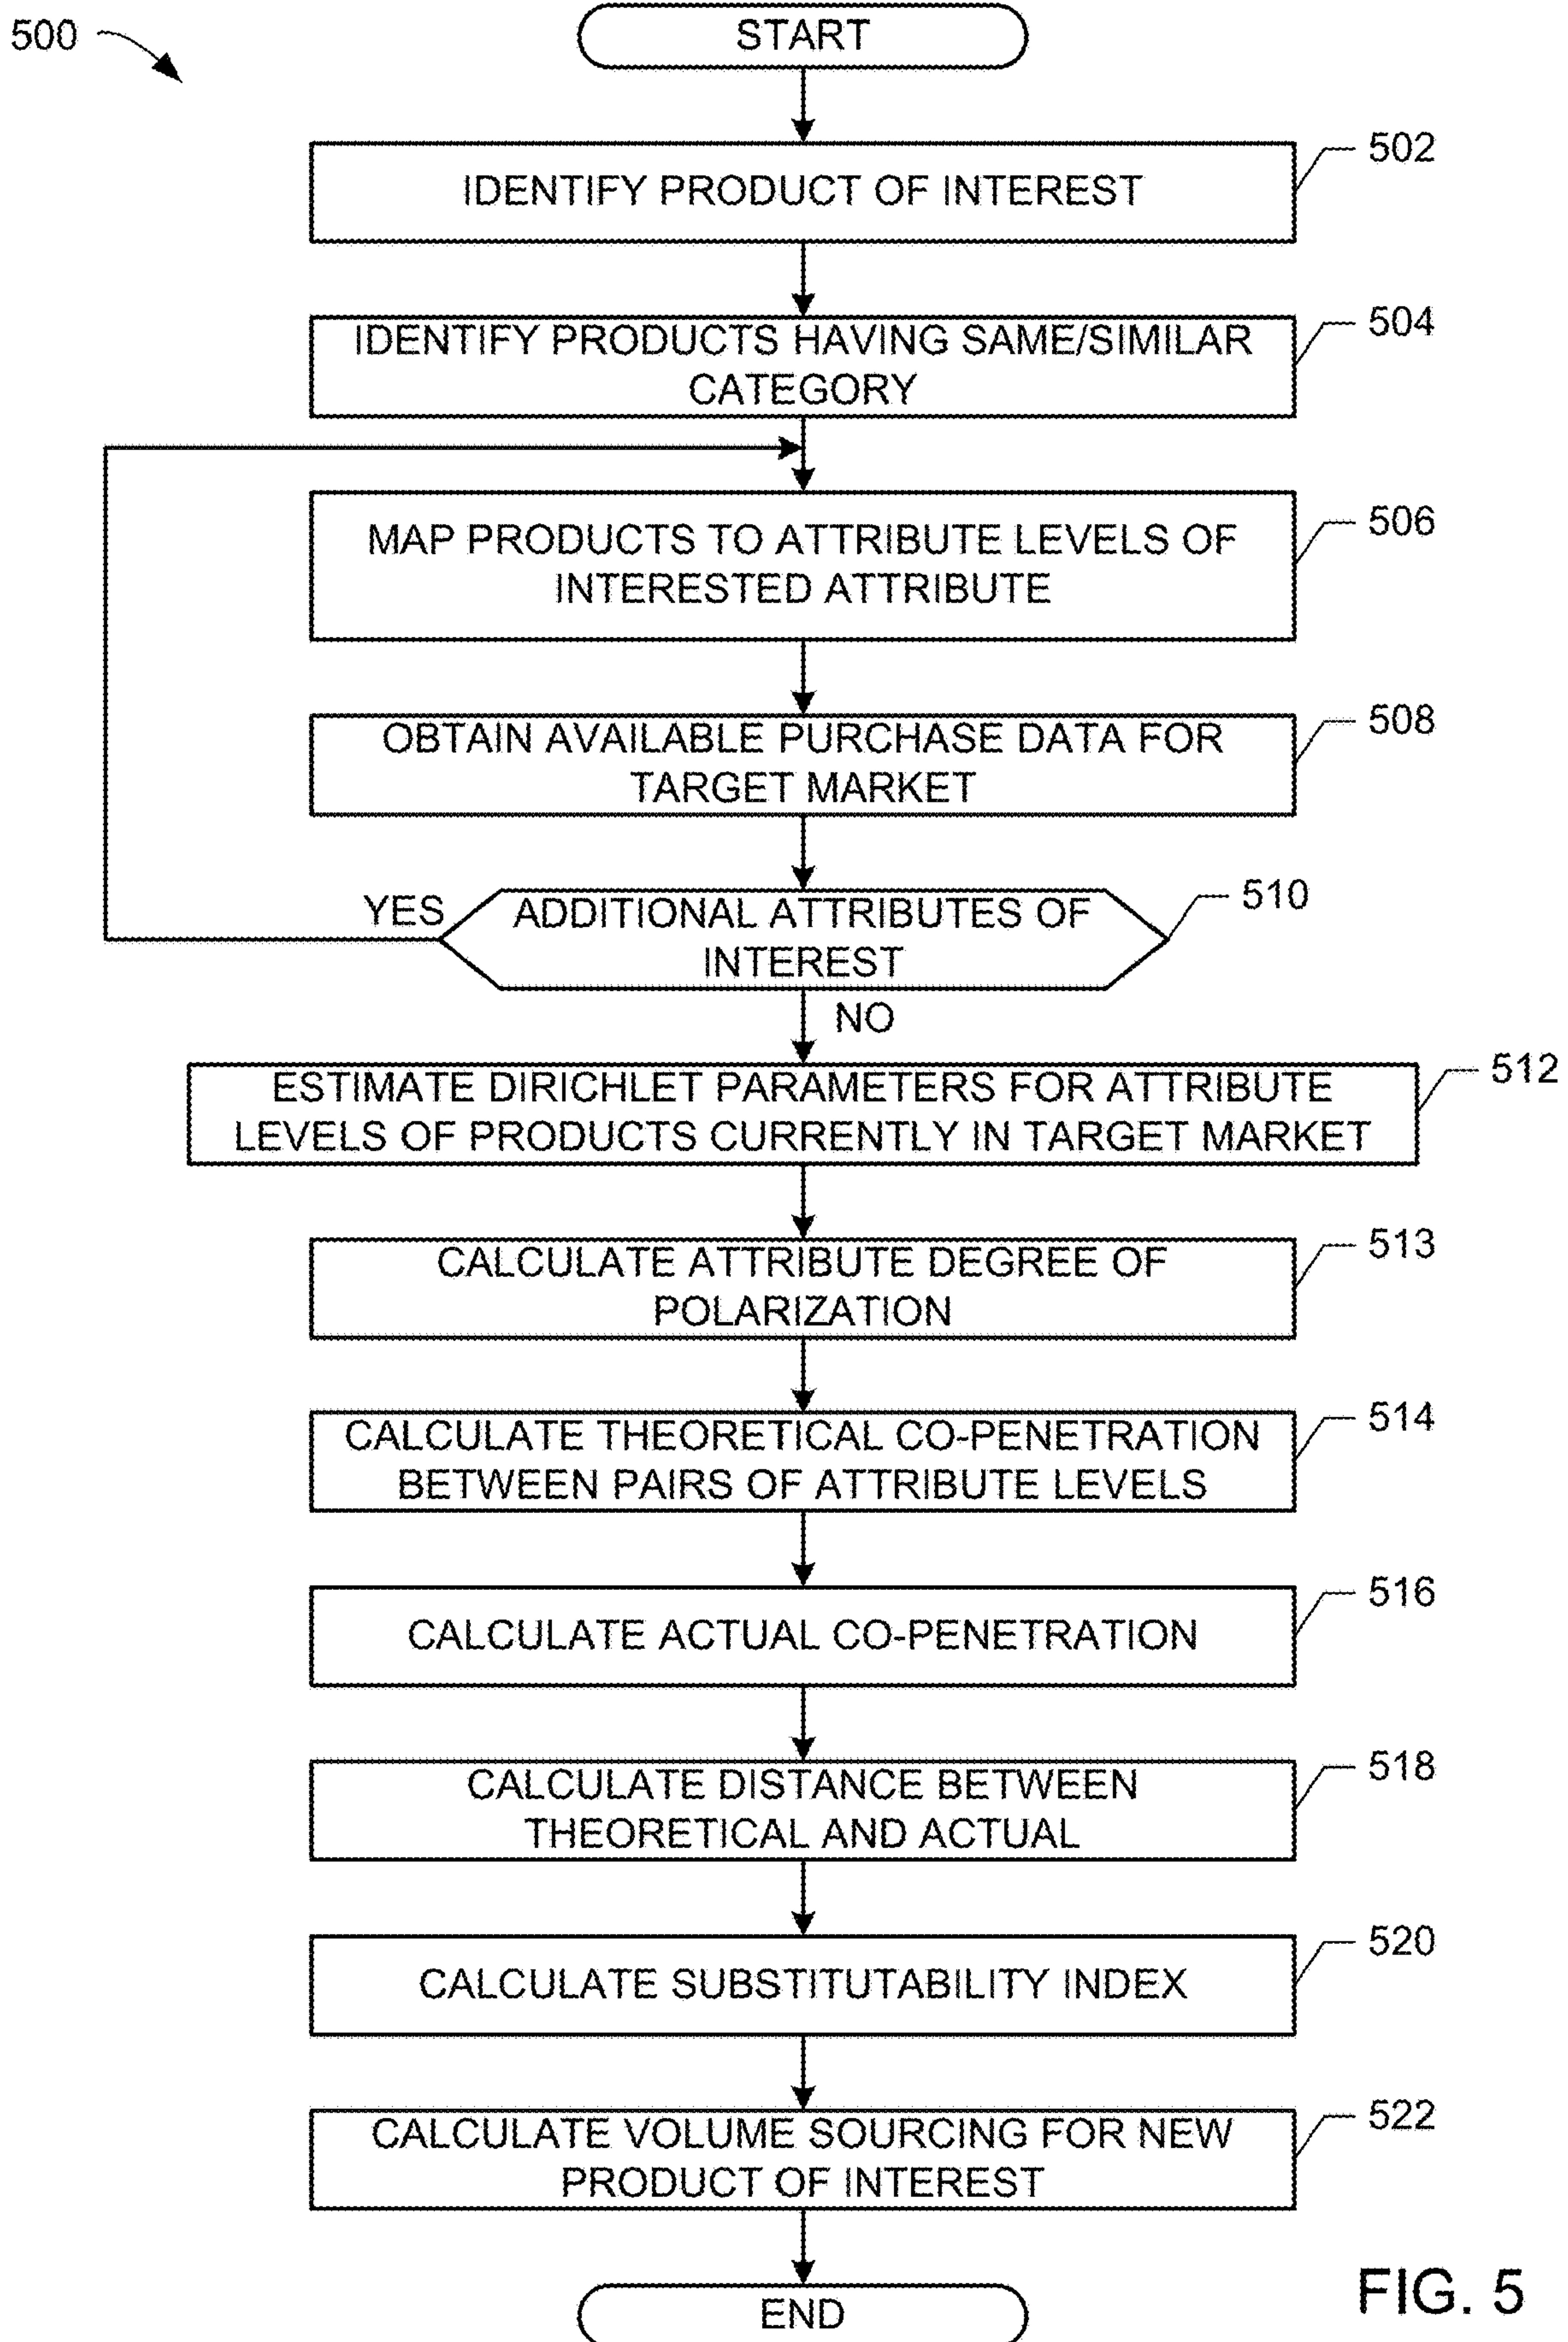 500
START
502
IDENTIFY PRODUCT OF INTEREST
504
IDENTIFY PRODUCTS HAVING SAME/SIMILAR
CATEGORY
506
MAP PRODUCTS TO ATTRIBUTE LEVELS OF
INTERESTED ATTRIBUTE
508
OBTAIN AVAILABLE PURCHASE DATA FOR
TARGET MARKET
510
YES
ADDITIONAL ATTRIBUTES OF
INTEREST
NO
512
ESTIMATE DIRICHLET PARAMETERS FOR ATTRIBUTE
LEVELS OF PRODUCTS CURRENTLY IN TARGET MARKET
513
CALCULATE ATTRIBUTE DEGREE OF
POLARIZATION
514
CALCULATE THEORETICAL CO-PENETRATION
BETWEEN PAIRS OF ATTRIBUTE LEVELS
516
CALCULATE ACTUAL CO-PENETRATION
518
CALCULATE DISTANCE BETWEEN
THEORETICAL AND ACTUAL
520
CALCULATE SUBSTITUTABILITY INDEX
522
CALCULATE VOLUME SOURCING FOR NEW
PRODUCT OF INTEREST
END
FIG. 5